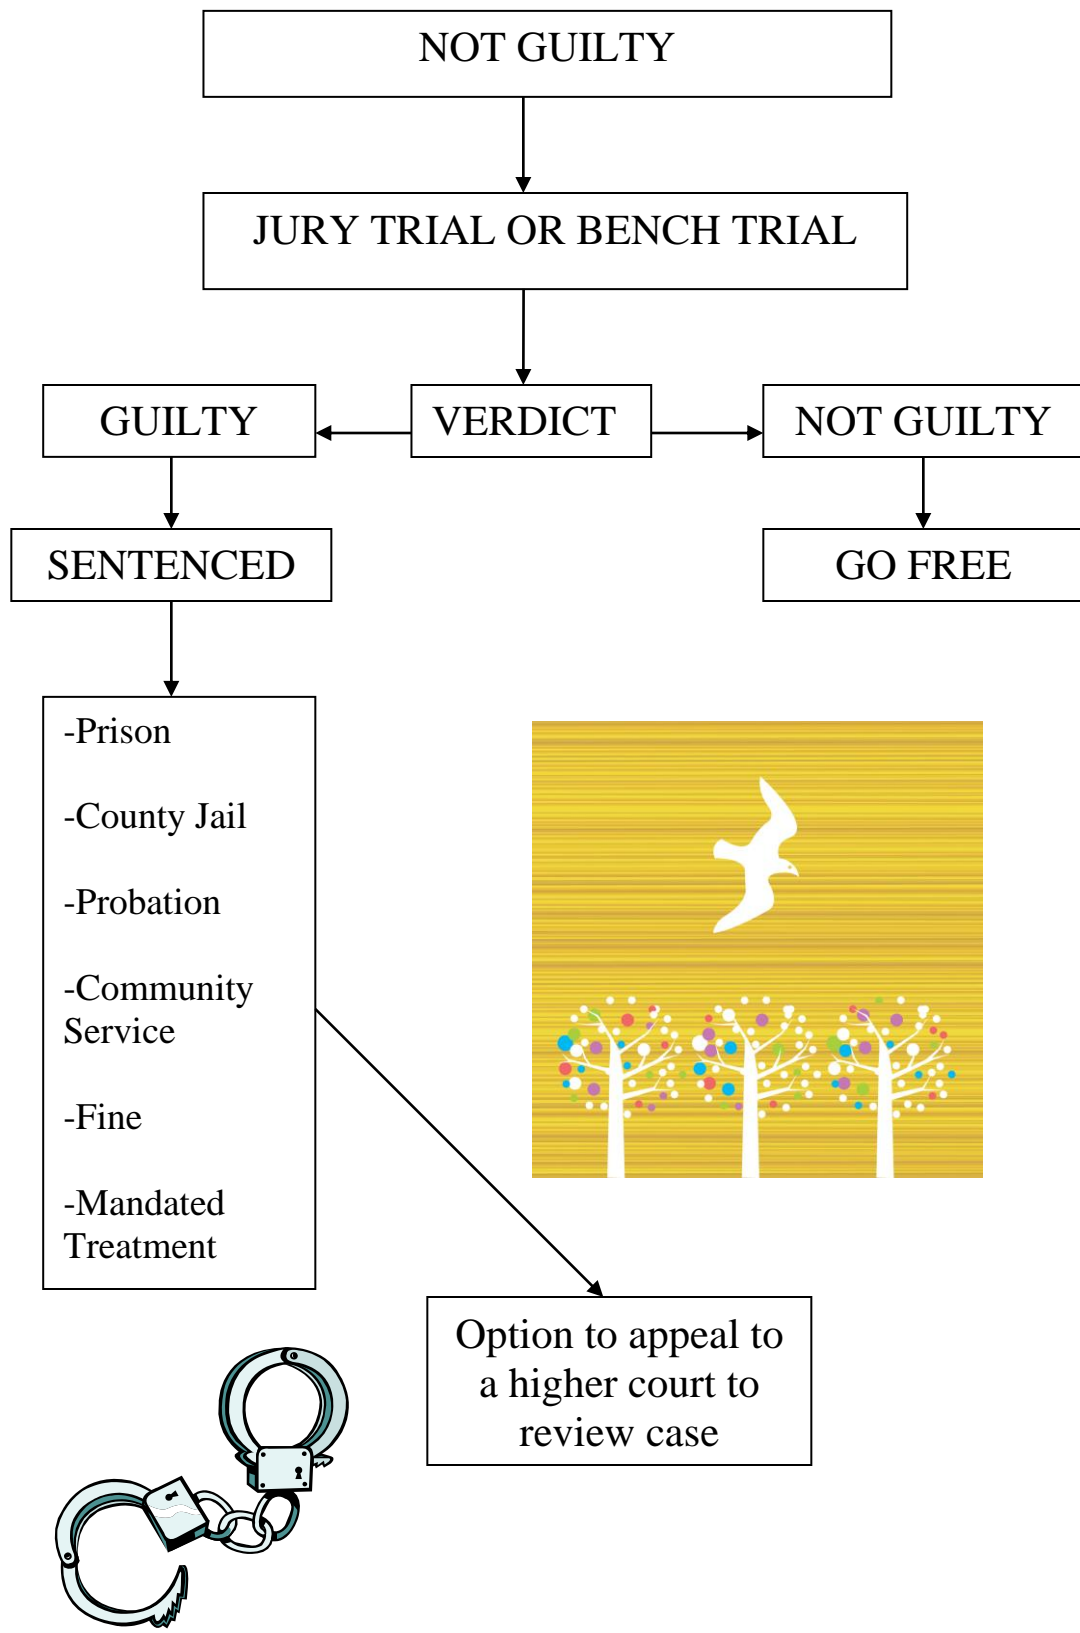 NOT GUILTY
JURY TRIAL OR BENCH TRIAL
GUILTY
VERDICT
NOT GUILTY
SENTENCED
GO FREE
-Prison
-County Jail
-Probation
-Community
Service
-Fine
-Mandated
Treatment
Option to appeal to
a higher court to
review case